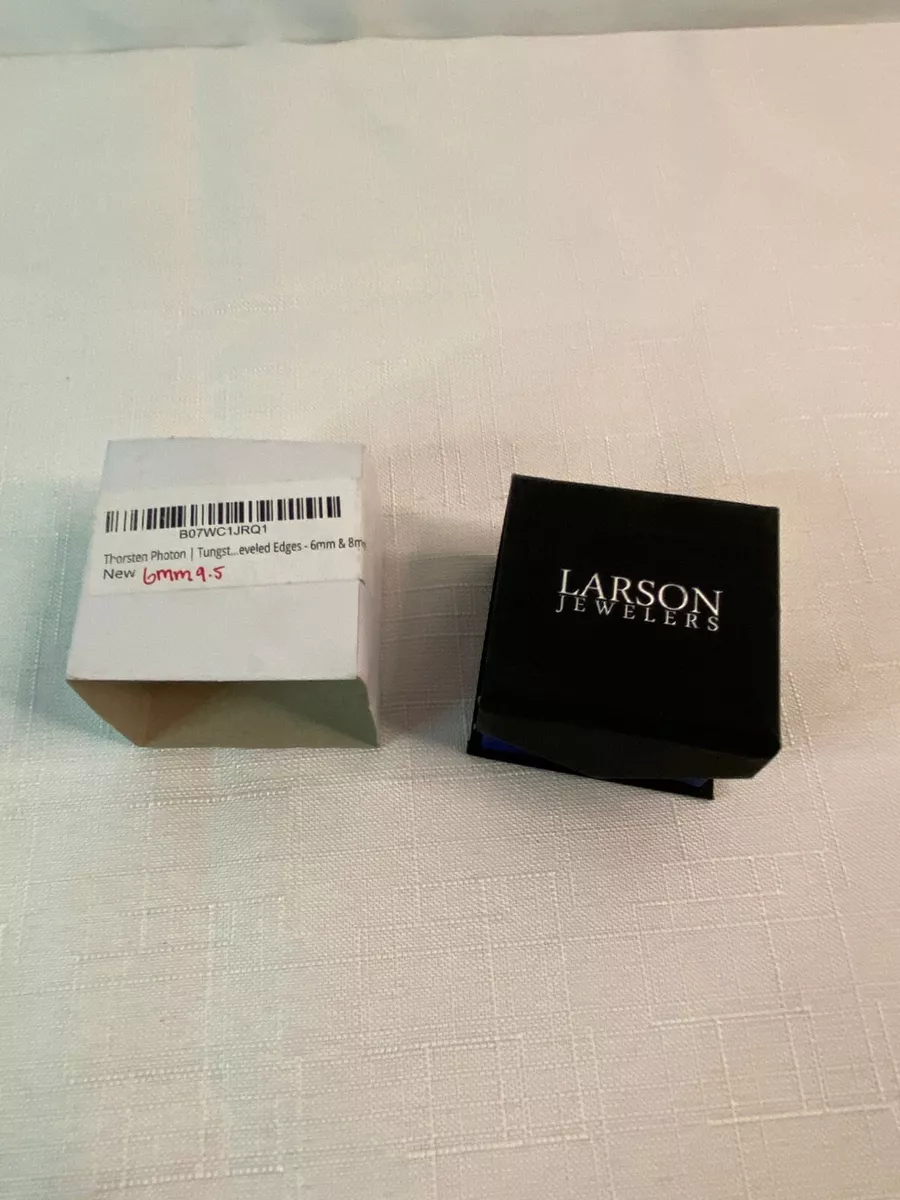 B07WC1JRQ1
Thorsten Photon | Tungst...eveled Edges - 6mm & 8m
New 6mm 9.5
LARSON
JEWELERS